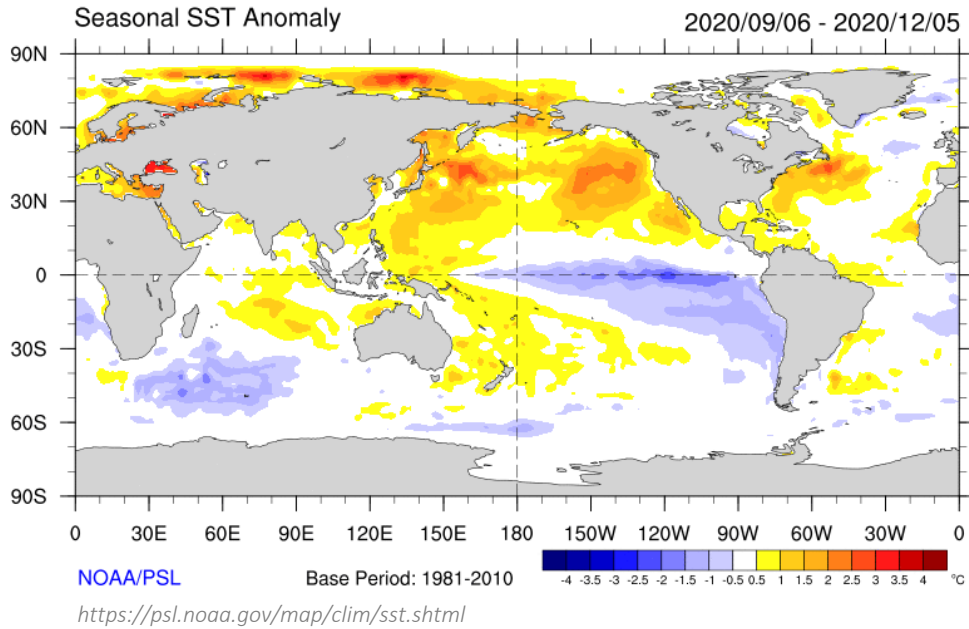 Seasonal SST Anomaly
2020/09/06 - 2020/12/05
90N
60N
30N
0
30S
60S
90S
0 30E 60E 90E 120E 150E 180 150W 120W 90W 60W 30W 0
NOAA/PSL
Base Period: 1981-2010
-4 -3.5 -3 -2.5 -2 -1.5 -1 -0.5 0.5 1 1.5 2 2.5 3 3.5 4 °C
https://psl.noaa.gov/map/clim/sst.shtml